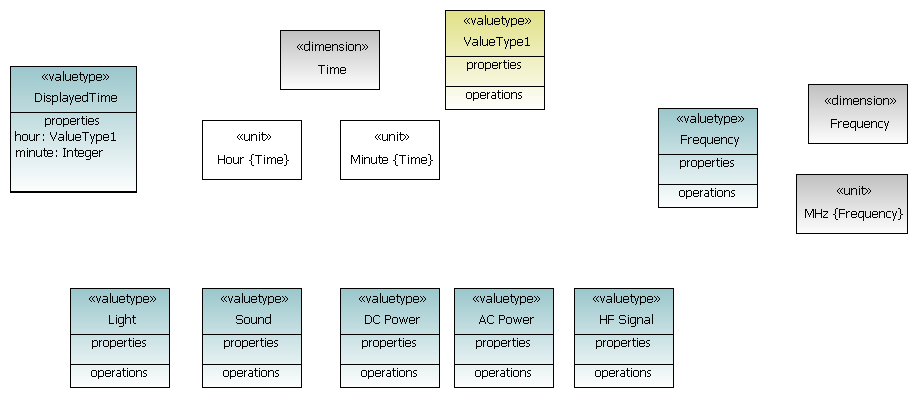 «valuetype»
DisplayedTime
properties
hour: ValueType1
minute: Integer
«dimension»
Time
«valuetype»
ValueType1
properties
operations
«unit»
Hour {Time}
«unit»
Minute {Time}
«valuetype»
Frequency
properties
operations
«dimension»
Frequency
«unit»
MHz {Frequency}
«valuetype»
Light
properties
operations
«valuetype»
Sound
properties
operations
«valuetype»
DC Power
properties
operations
«valuetype»
AC Power
properties
operations
«valuetype»
HF Signal
properties
operations